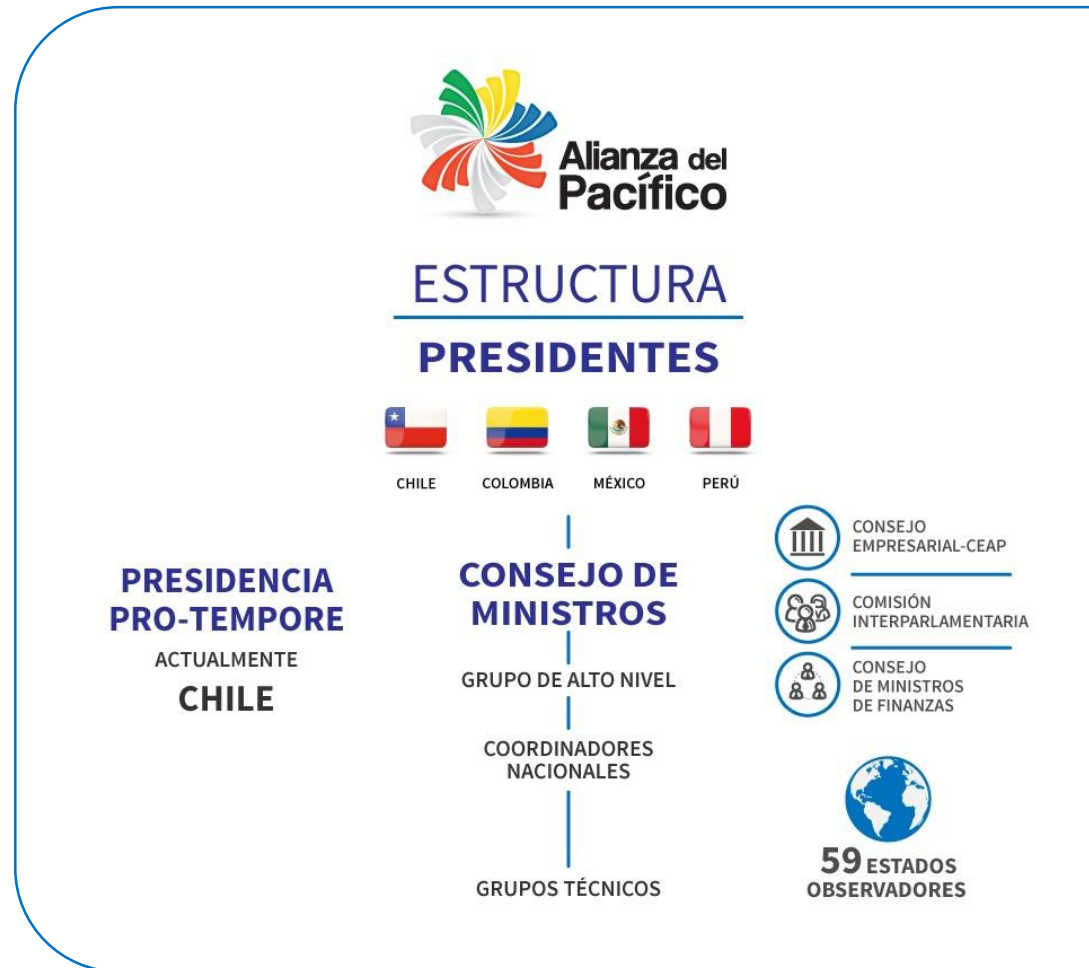 Alianza del
Pacífico
ESTRUCTURA
PRESIDENTES
CHILE
COLOMBIA
MÉXICO
PERÚ
PRESIDENCIA
PRO-TEMPORE
ACTUALMENTE
CHILE
CONSEJO DE
MINISTROS
GRUPO DE ALTO NIVEL
COORDINADORES
NACIONALES
GRUPOS TÉCNICOS
CONSEJO
EMPRESARIAL-CEAP
COMISIÓN
INTERPARLAMENTARIA
CONSEJO
DE MINISTROS
DE FINANZAS
59 ESTADOS
OBSERVADORES